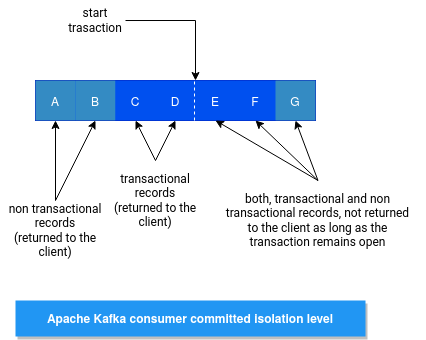 start
trasaction
A B C D E F G
non transactional
records
(returned to the
client)
transactional
records
(returned to the
client)
both, transactional and non
transactional records, not returned
to the client as long as the
transaction remains open
Apache Kafka consumer committed isolation level